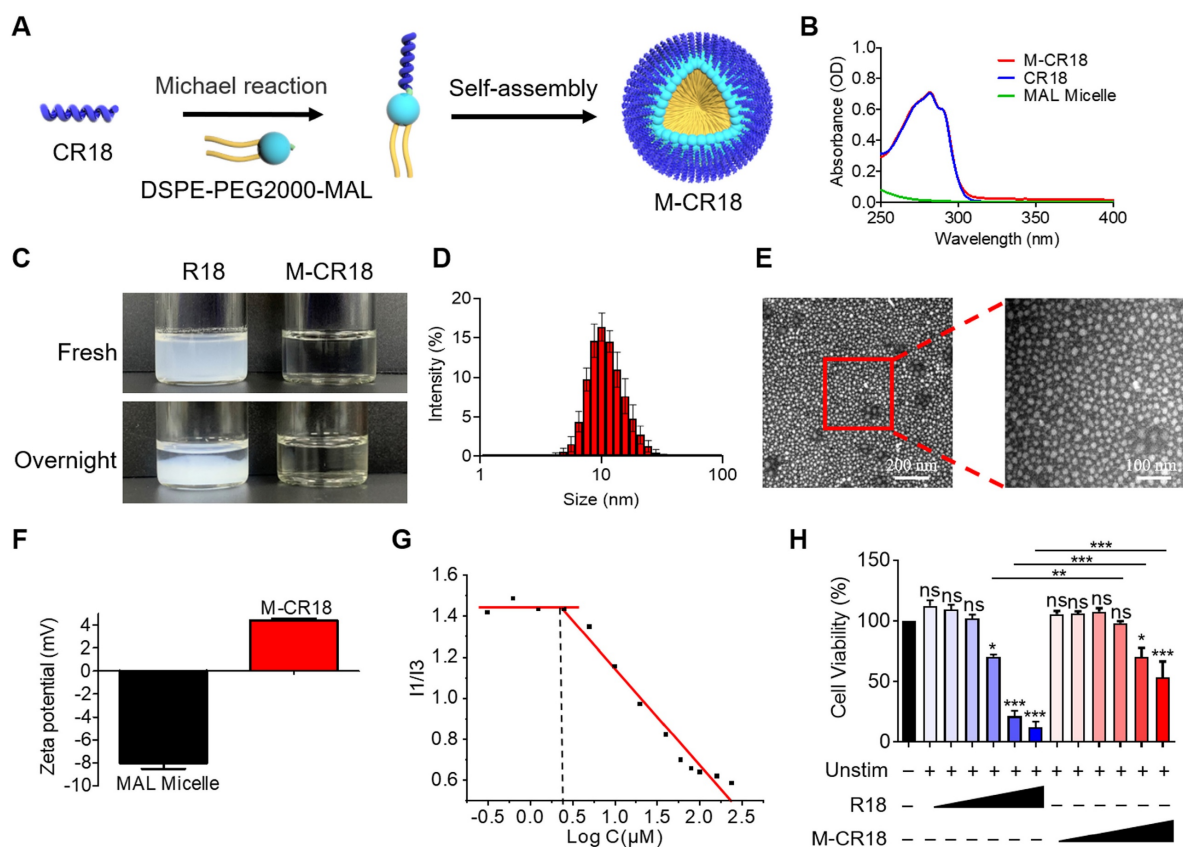 A
Michael reaction
Self-assembly
CR18
DSPE-PEG2000-MAL
M-CR18
B
M-CR18
CR18
MAL Micelle
Absorbance (OD)
1.0
0.8
0.6
0.4
0.2
0.0
250 300 350 400
Wavelength (nm)
C
R18 M-CR18
Fresh
Overnight
D
Intensity (%)
20
15
10
5
0
1 10 100
Size (nm)
E
200 nm
100 nm
F
Zeta potential (mV)
4
2
0
-2
-4
-6
-8
-10
M-CR18
MAL Micelle
G
I1/I3
1.6
1.4
1.2
1.0
0.8
0.6
-0.5 0.0 0.5 1.0 1.5 2.0 2.5
Log C(μM)
H
Cell Viability (%)
150
100
50
0
***
***
**
ns ns ns * *** *** ns ns ns ns * ***
Unstim − + + + + + + + + + + + +
R18 − − − − − − −
M-CR18 − − − − − − −